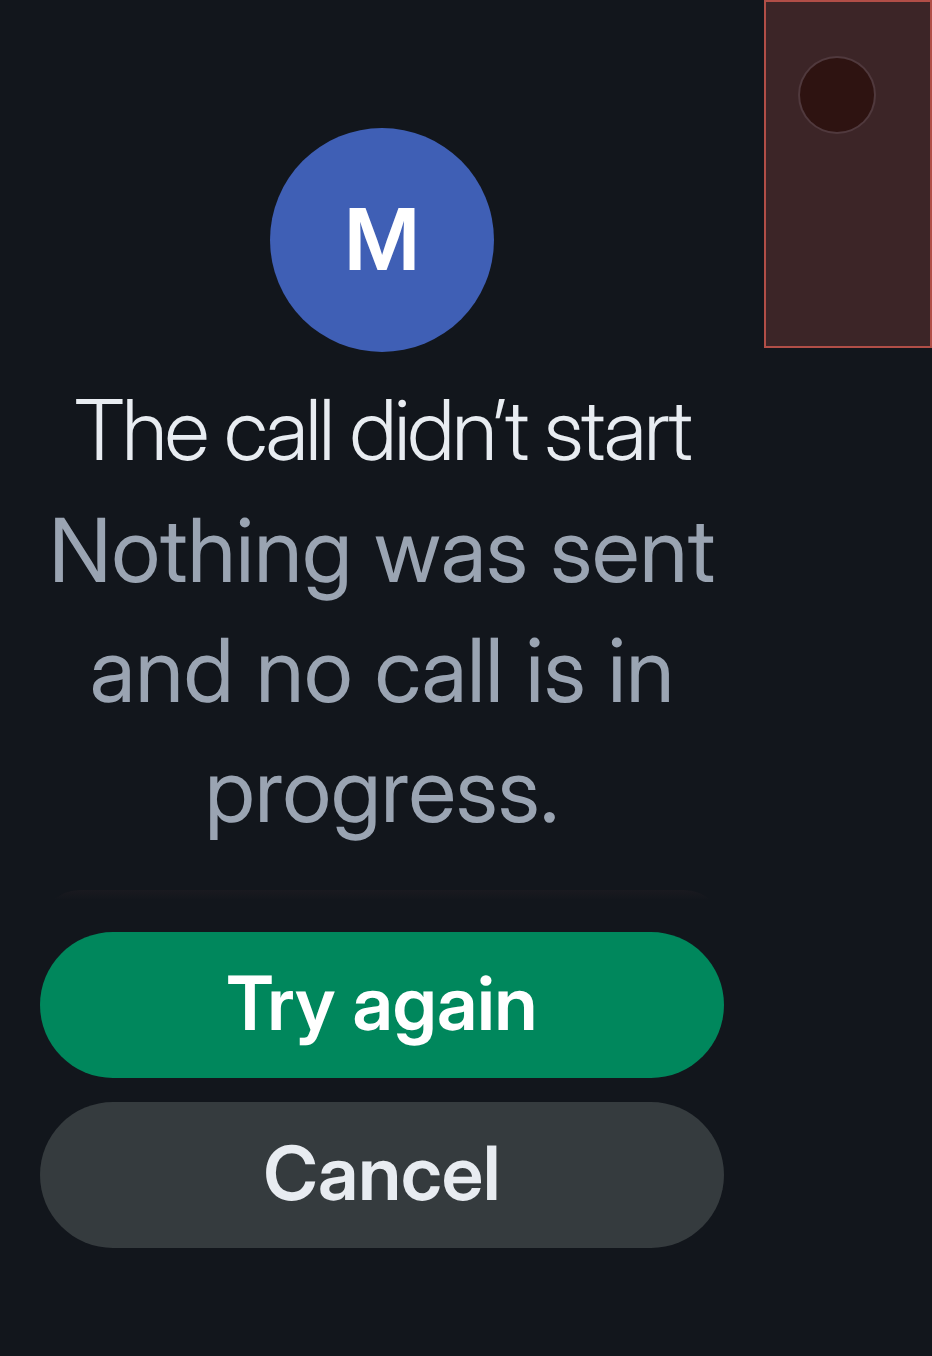 M
The call didn’t start
Nothing was sent
and no call is in
progress.
Try again
Cancel